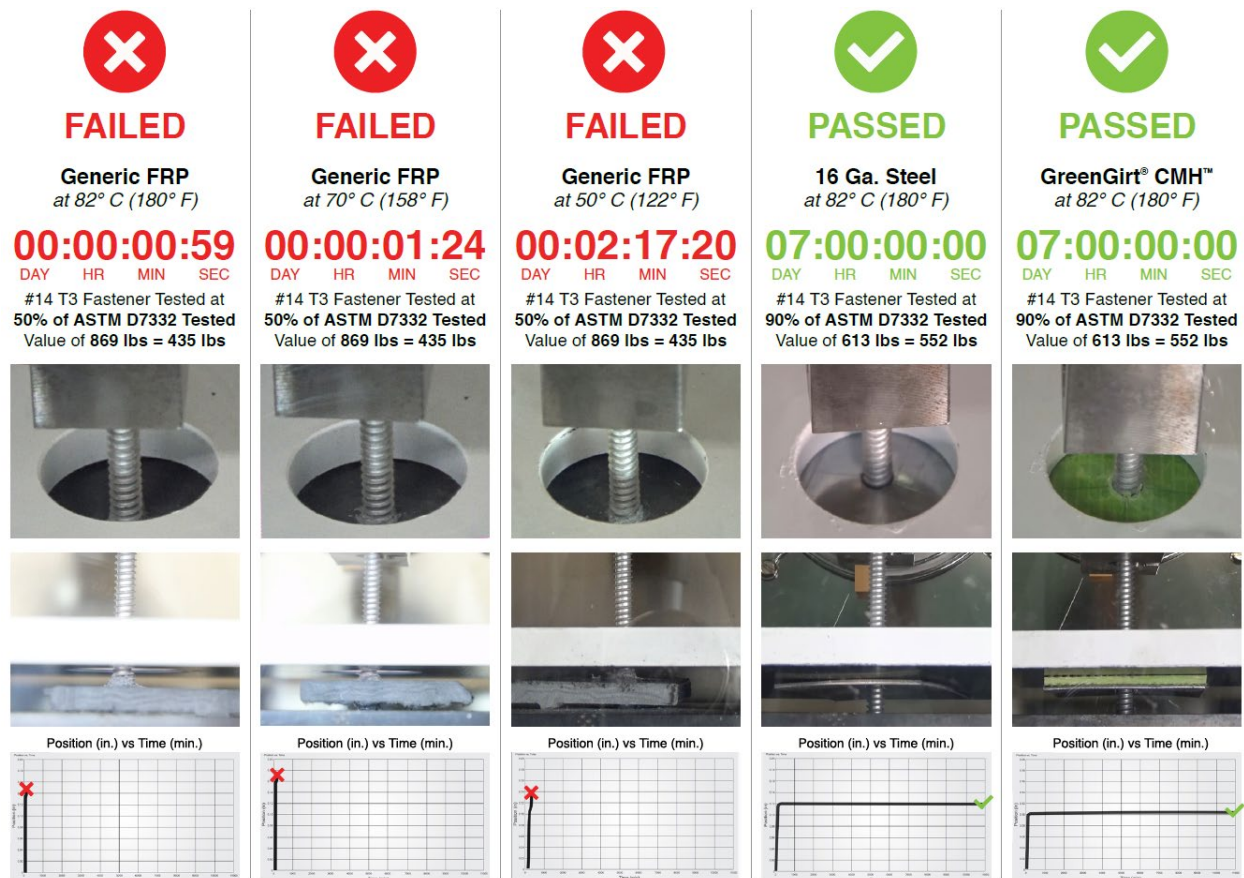 FAILED
Generic FRP
at 82° C (180° F)
00:00:00:59
DAY HR MIN SEC
#14 T3 Fastener Tested at
50% of ASTM D7332 Tested
Value of 869 lbs = 435 lbs
Position (in.) vs Time (min.)
FAILED
Generic FRP
at 70° C (158° F)
00:00:01:24
DAY HR MIN SEC
#14 T3 Fastener Tested at
50% of ASTM D7332 Tested
Value of 869 lbs = 435 lbs
Position (in.) vs Time (min.)
FAILED
Generic FRP
at 50° C (122° F)
00:02:17:20
DAY HR MIN SEC
#14 T3 Fastener Tested at
50% of ASTM D7332 Tested
Value of 869 lbs = 435 lbs
Position (in.) vs Time (min.)
PASSED
16 Ga. Steel
at 82° C (180° F)
07:00:00:00
DAY HR MIN SEC
#14 T3 Fastener Tested at
90% of ASTM D7332 Tested
Value of 613 lbs = 552 lbs
Position (in.) vs Time (min.)
PASSED
GreenGirt® CMH™
at 82° C (180° F)
07:00:00:00
DAY HR MIN SEC
#14 T3 Fastener Tested at
90% of ASTM D7332 Tested
Value of 613 lbs = 552 lbs
Position (in.) vs Time (min.)